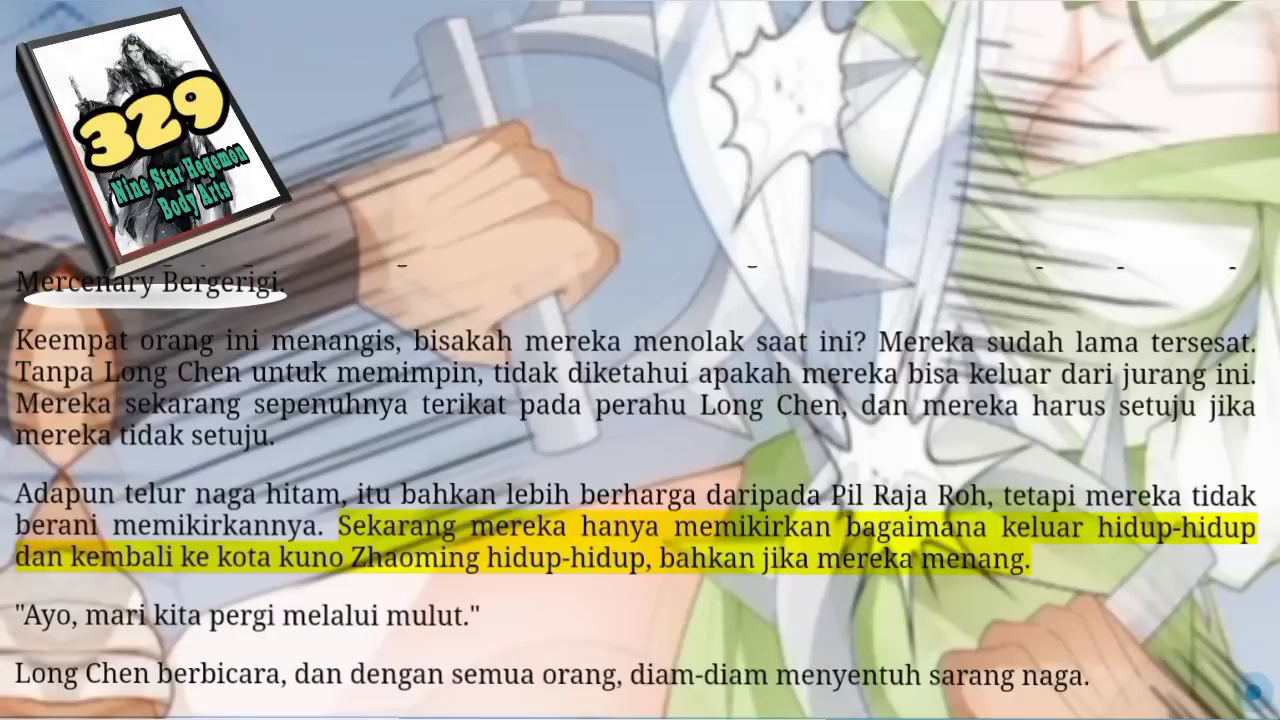 329
Nine Star Hegemon
Body Arts
Mercenary Bergerigi.
Keempat orang ini menangis, bisakah mereka menolak saat ini? Mereka sudah lama tersesat.
Tanpa Long Chen untuk memimpin, tidak diketahui apakah mereka bisa keluar dari jurang ini.
Mereka sekarang sepenuhnya terikat pada perahu Long Chen, dan mereka harus setuju jika
mereka tidak setuju.
Adapun telur naga hitam, itu bahkan lebih berharga daripada Pil Raja Roh, tetapi mereka tidak
berani memikirkannya. Sekarang mereka hanya memikirkan bagaimana keluar hidup-hidup
dan kembali ke kota kuno Zhaoming hidup-hidup, bahkan jika mereka menang.
"Ayo, mari kita pergi melalui mulut."
Long Chen berbicara, dan dengan semua orang, diam-diam menyentuh sarang naga.